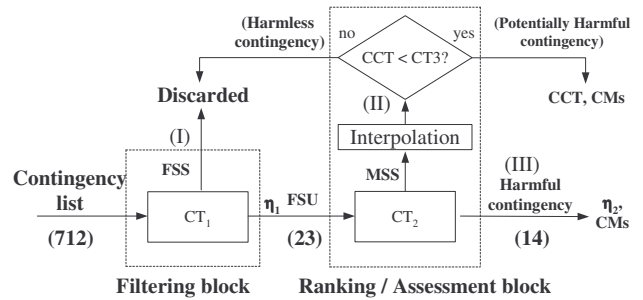 (Harmless contingency)
no
yes
(Potentially Harmful contingency)
CCT < CT3?
(II)
Discarded
CCT, CMs
(I)
Interpolation
(III)
FSS
MSS
Harmful contingency
Contingency list
CT1
η1 FSU
CT2
η2, CMs
(712)
(23)
(14)
Filtering block
Ranking / Assessment block